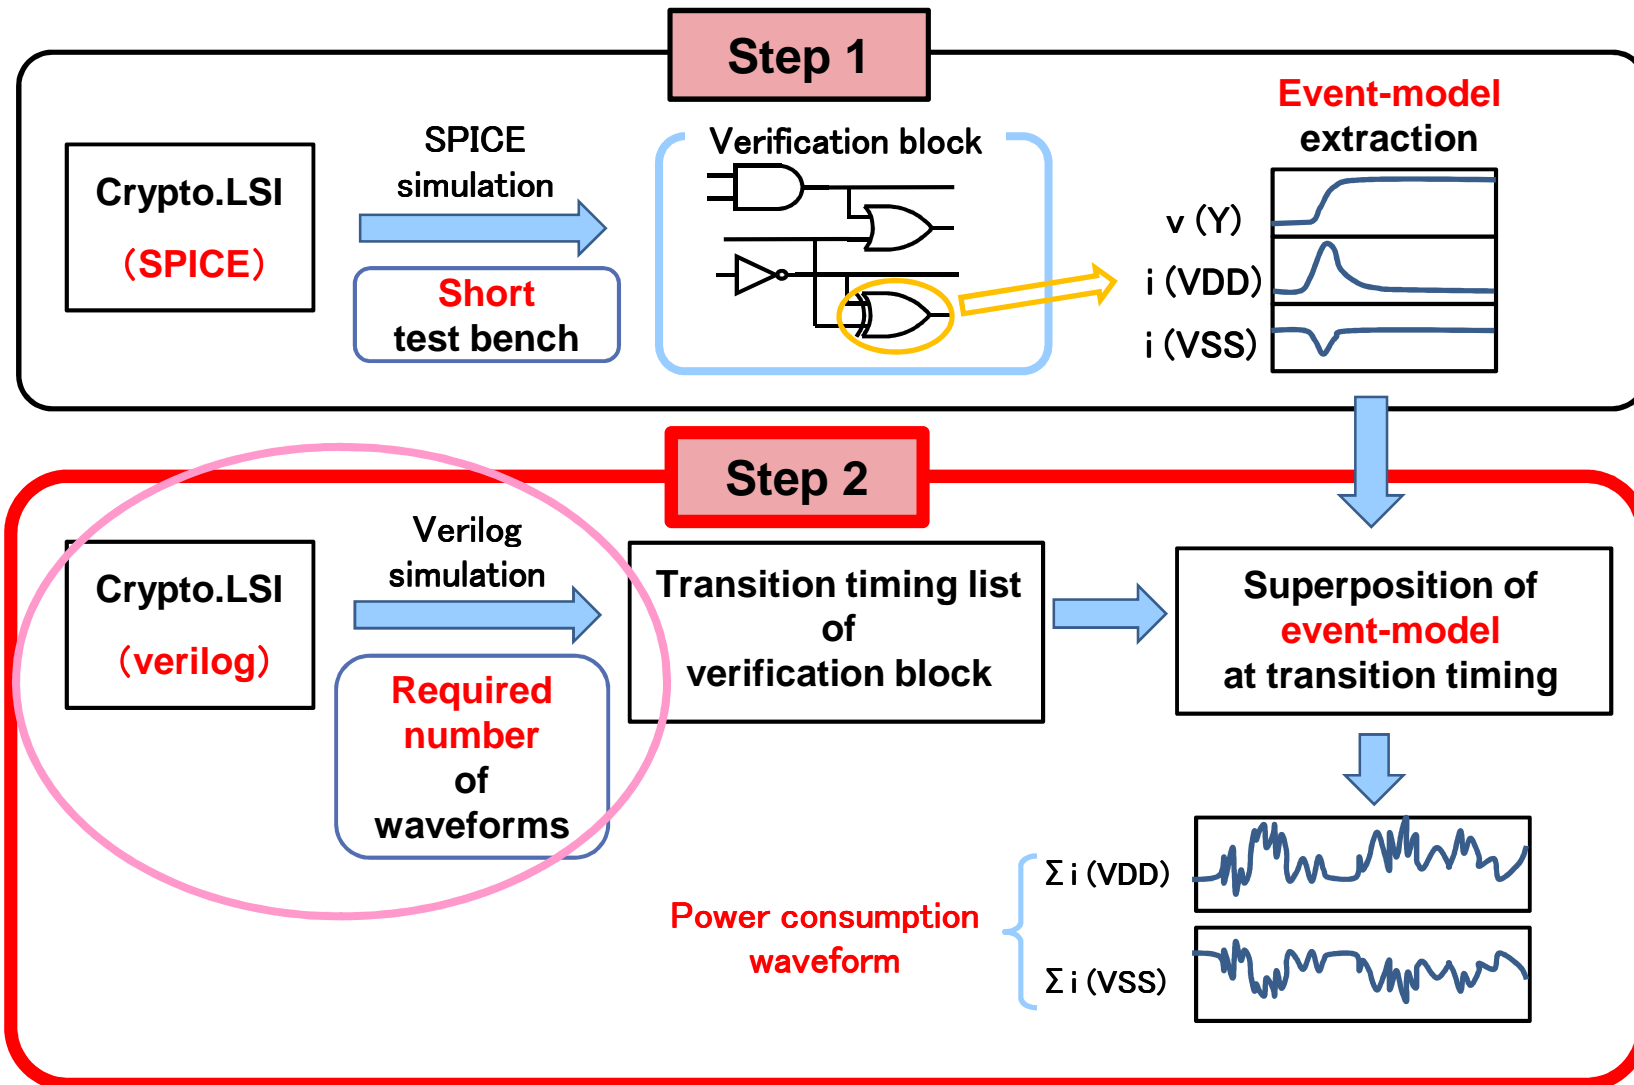 Step 1
Crypto.LSI
(SPICE)
SPICE
simulation
Short
test bench
Verification block
Event-model
extraction
v (Y)
i (VDD)
i (VSS)
Step 2
Crypto.LSI
(verilog)
Verilog
simulation
Required
number
of
waveforms
Transition timing list
of
verification block
Superposition of
event-model
at transition timing
Power consumption
waveform
Σ i (VDD)
Σ i (VSS)